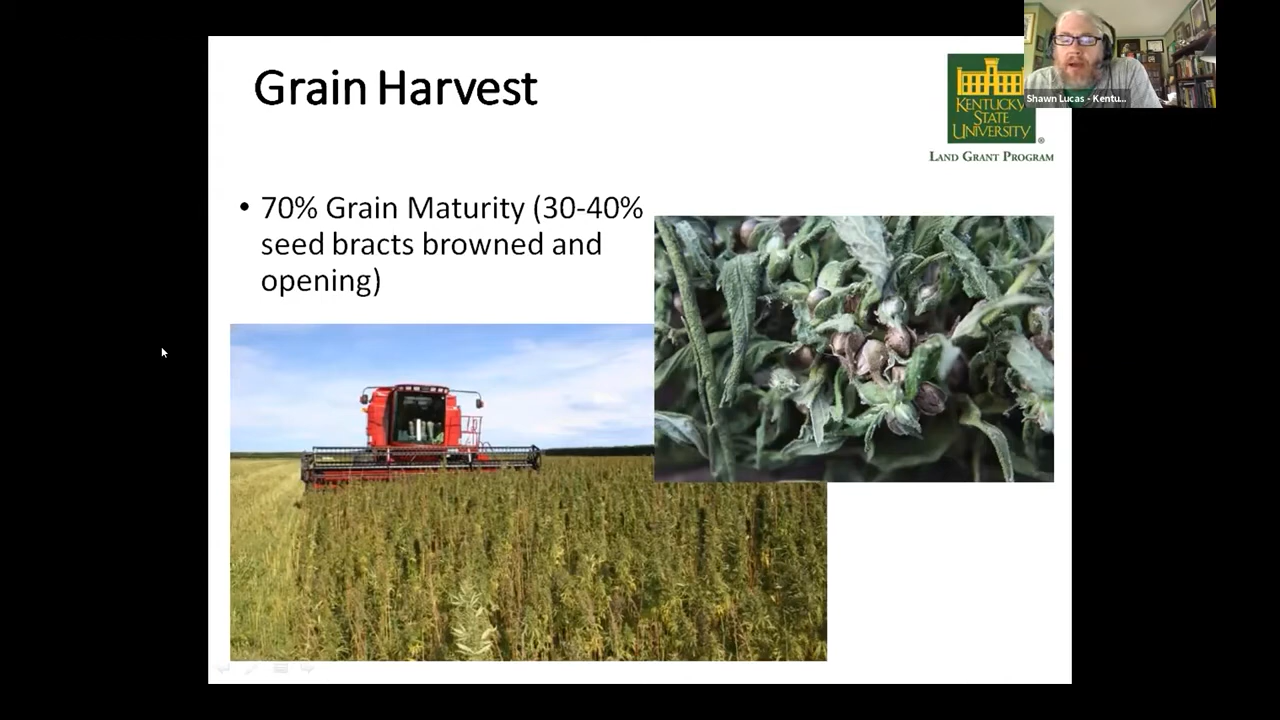 Grain Harvest
KENTUCKY
STATE
UNIVERSITY
®
LAND GRANT PROGRAM
Shawn Lucas - Kentu...
• 70% Grain Maturity (30-40%
seed bracts browned and
opening)